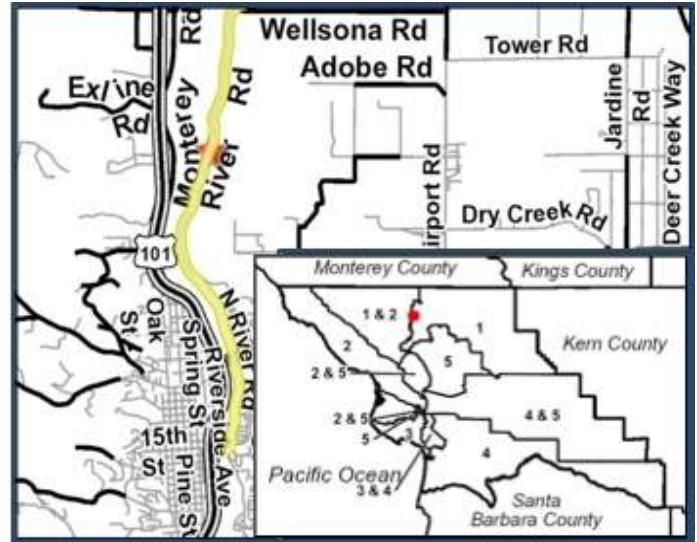 Wellsona Rd
Tower Rd
Adobe Rd
Rd
Exline
Rd
Monterey
River
Rd
Jardine
Rd
Deer Creek Way
irport Rd
Dry Creek Rd
101
N River Rd
Oak
St
Spring St
Riverside Ave
15th
St
Pine St
Monterey County
Kings County
1 & 2
1
Kern County
2
5
2 & 5
2 & 5
4 & 5
5
3
4
Pacific Ocean
3 & 4
Santa
Barbara County